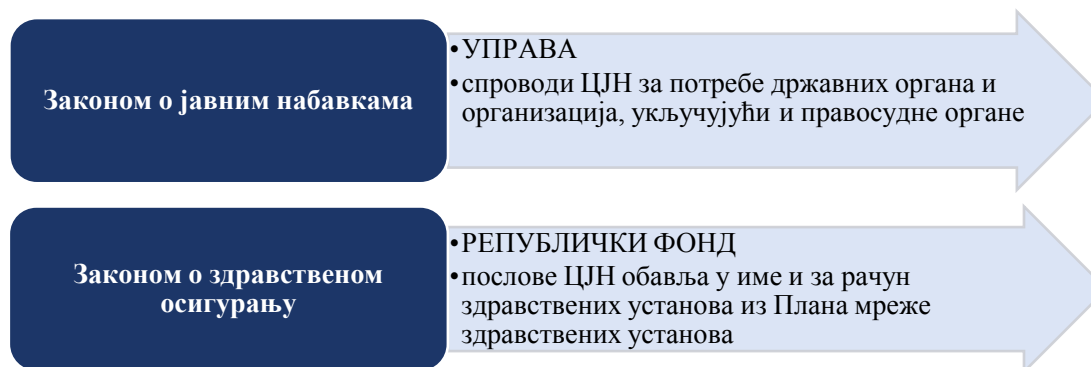 Законом о јавним набавкама
•УПРАВА
•спроводи ЦЈН за потребе државних органа и
организација, укључујући и правосудне органе
Законом о здравственом
осигурању
•РЕПУБЛИЧКИ ФОНД
•послове ЦЈН обавља у име и за рачун
здравствених установа из Плана мреже
здравствених установа